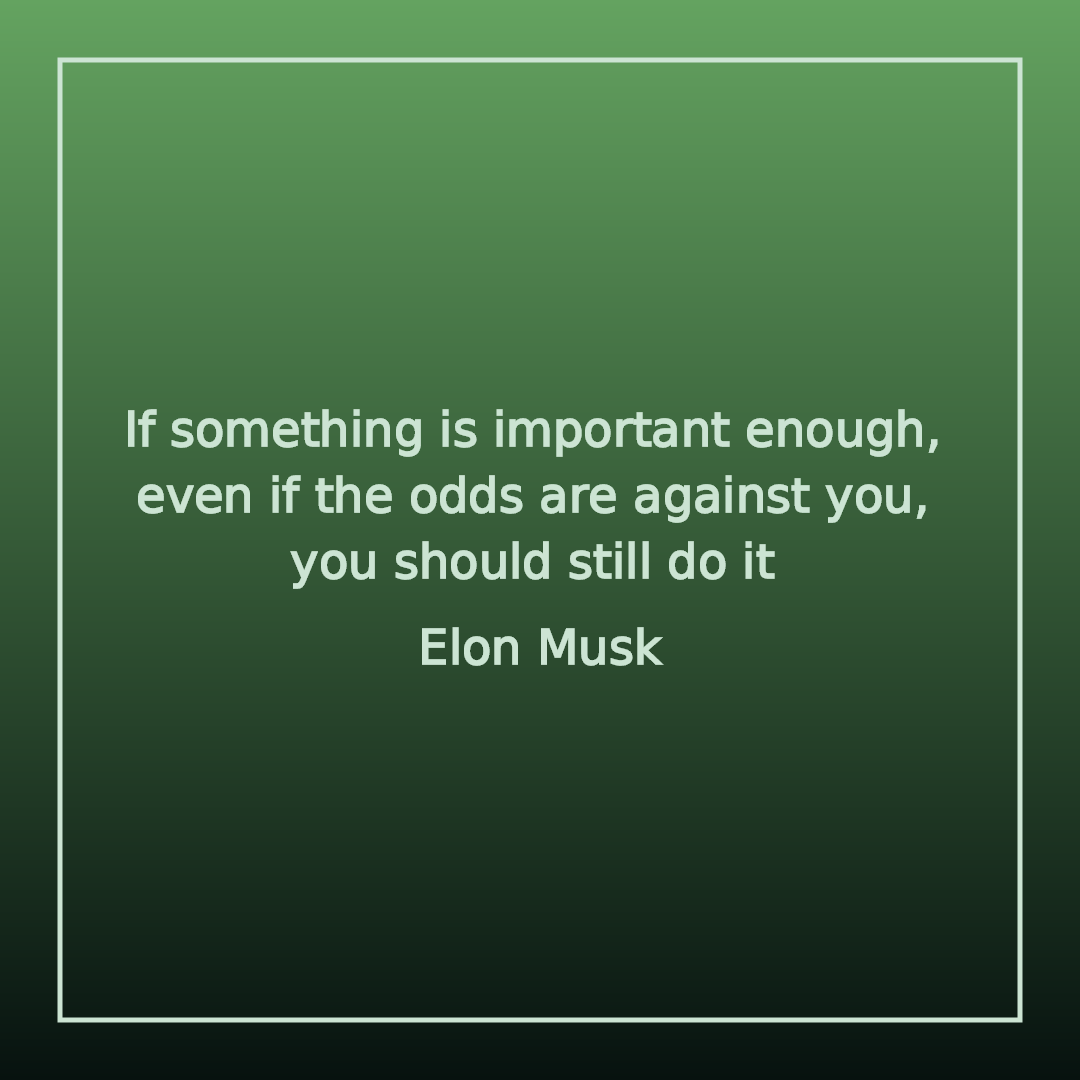 If something is important enough,
even if the odds are against you,
you should still do it
Elon Musk